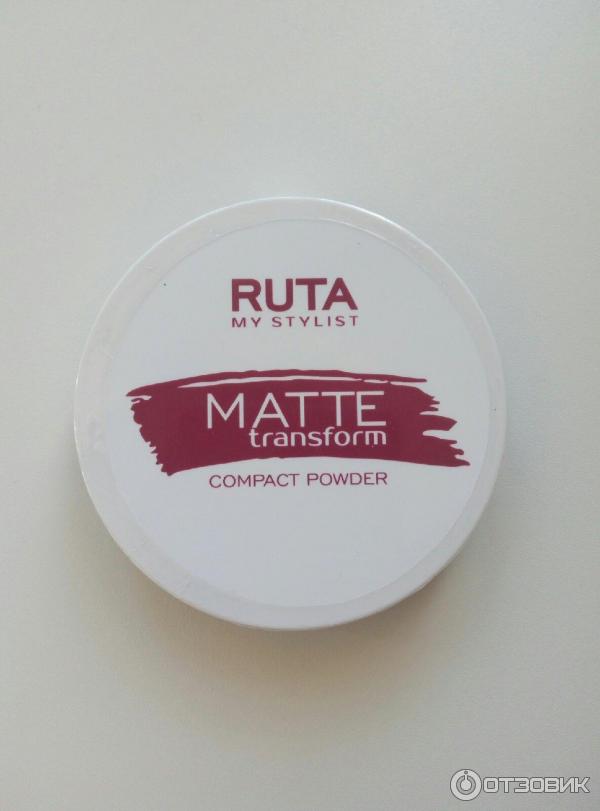 RUTA
MY STYLIST
MATTE
transform
COMPACT POWDER
ОТЗОВИК